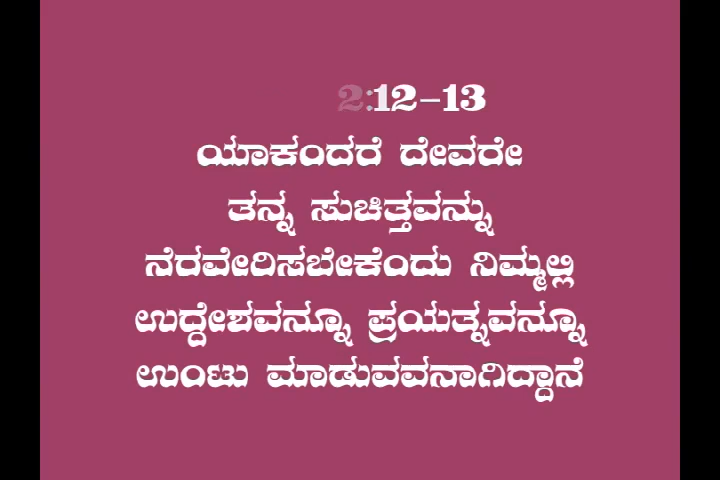 2:12-13
ಯಾಕಂದರೆ ದೇವರೇ
ತನ್ನ ಸುಚಿತ್ತವನ್ನು
ನೆರವೇರಿಸಬೇಕೆಂದು ನಿಮ್ಮಲ್ಲಿ
ಉದ್ದೇಶವನ್ನೂ ಪ್ರಯತ್ನವನ್ನೂ
ಉಂಟು ಮಾಡುವವನಾಗಿದ್ದಾನೆ